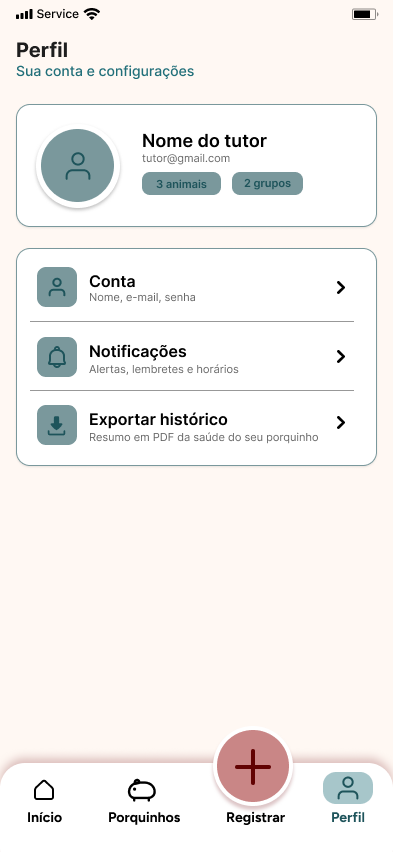 Service
Perfil
Sua conta e configurações
Nome do tutor
tutor@gmail.com
3 animais
2 grupos
Conta
Nome, e-mail, senha
Notificações
Alertas, lembretes e horários
Exportar histórico
Resumo em PDF da saúde do seu porquinho
Início
Porquinhos
Registrar
Perfil